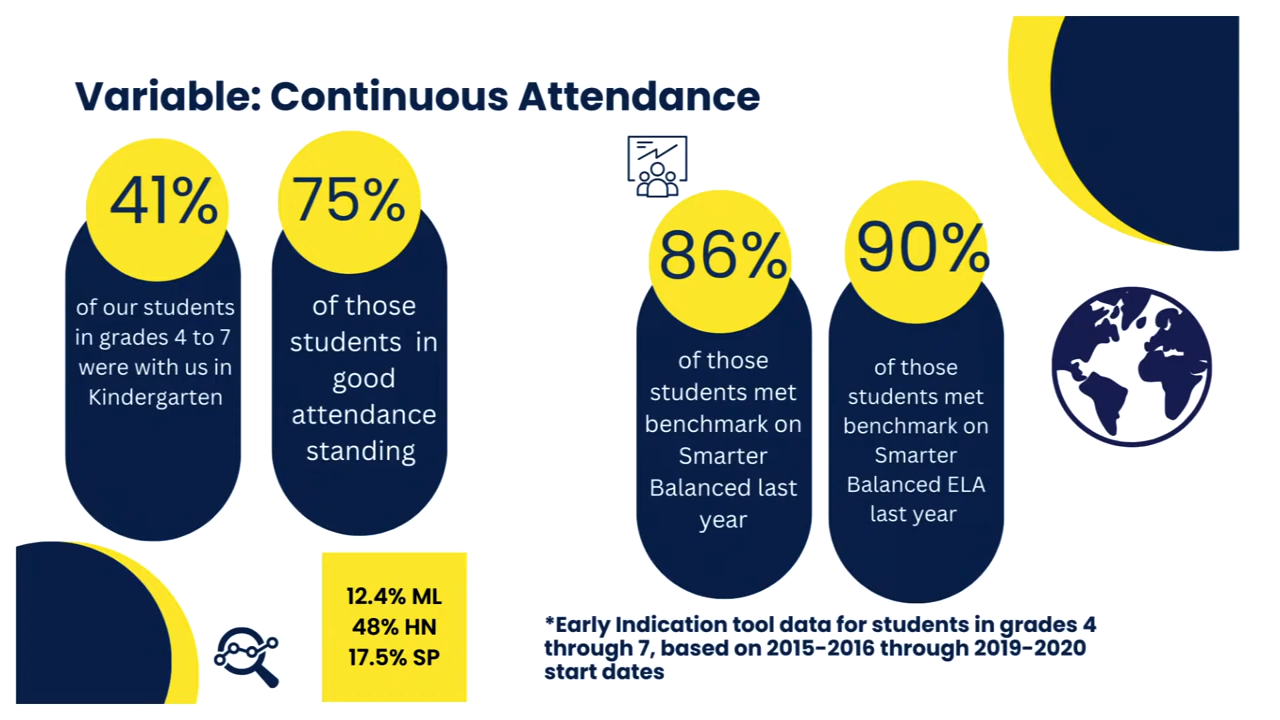 Variable: Continuous Attendance
41%
of our students
in grades 4 to 7
were with us in
Kindergarten
75%
of those
students in
good
attendance
standing
86%
of those
students met
benchmark on
Smarter
Balanced last
year
90%
of those
students met
benchmark on
Smarter
Balanced ELA
last year
12.4% ML
48% HN
17.5% SP
*Early Indication tool data for students in grades 4
through 7, based on 2015-2016 through 2019-2020
start dates